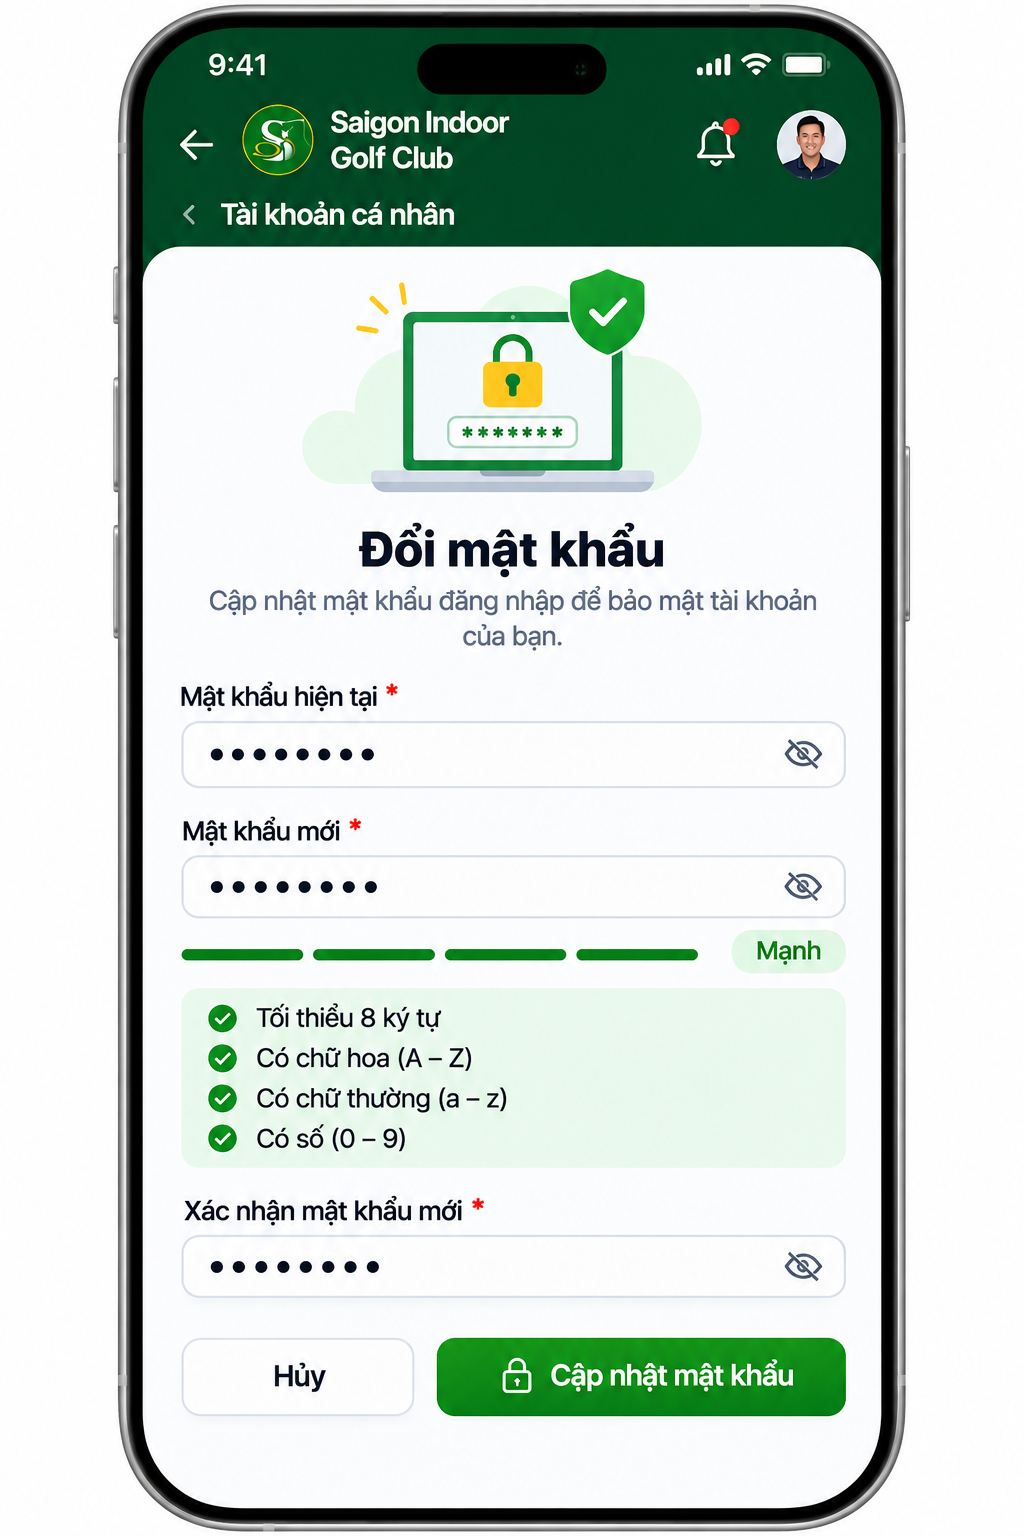 9:41
Saigon Indoor
Golf Club
Tài khoản cá nhân
*******
Đổi mật khẩu
Cập nhật mật khẩu đăng nhập để bảo mật tài khoản
của bạn.
Mật khẩu hiện tại *
••••••••
Mật khẩu mới *
••••••••
Mạnh
Tối thiểu 8 ký tự
Có chữ hoa (A – Z)
Có chữ thường (a – z)
Có số (0 – 9)
Xác nhận mật khẩu mới *
••••••••
Hủy
Cập nhật mật khẩu